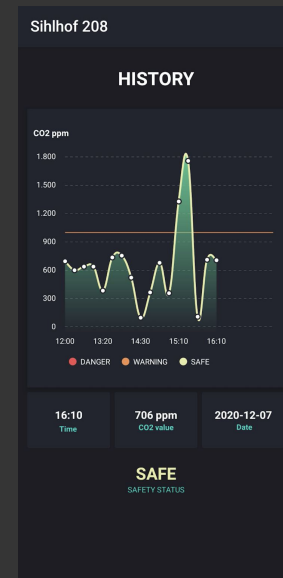 Sihlhof 208
HISTORY
CO2 ppm
1.800
1.500
1.200
900
600
300
0
12:00 13:20 14:30 15:10 16:10
DANGER WARNING SAFE
16:10 706 ppm 2020-12-07
Time CO2 value Date
SAFE
SAFETY STATUS